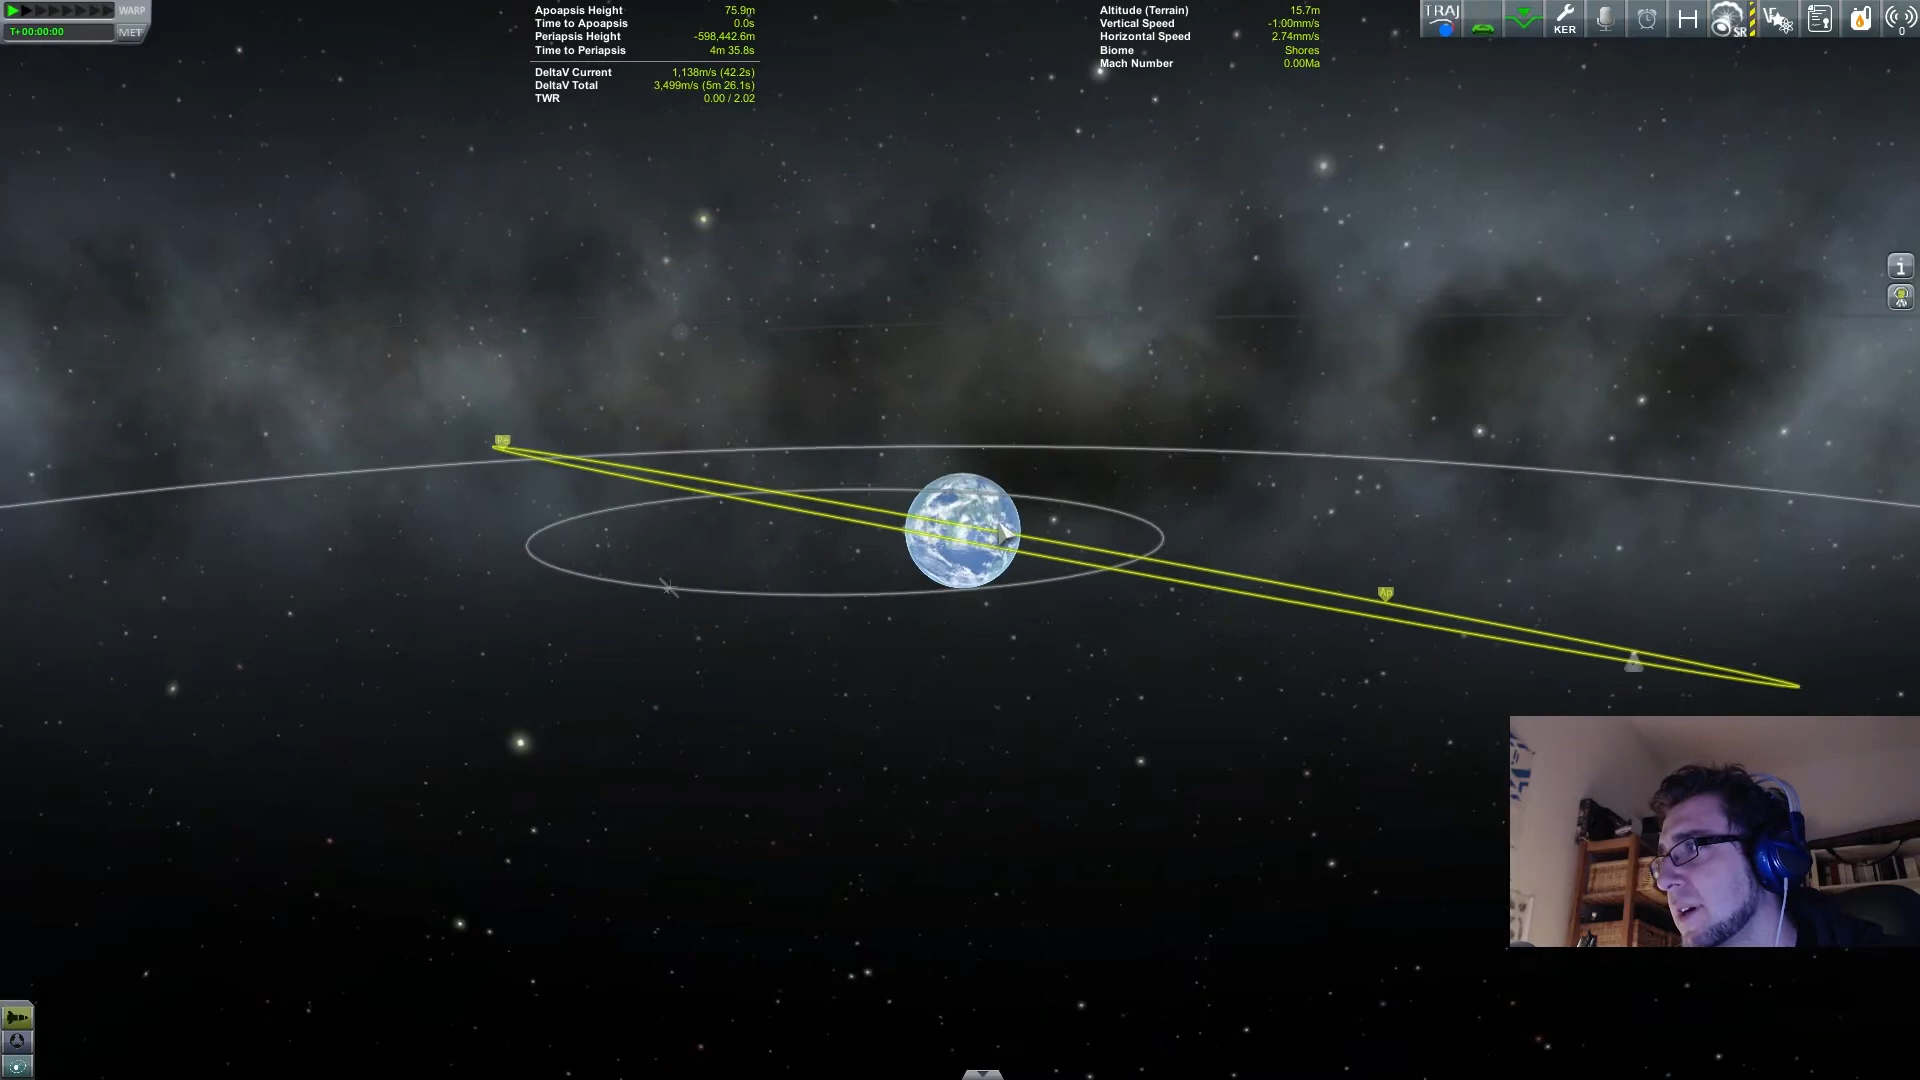 WARP
T+00:00:00
MET
Apoapsis Height 75.9m
Time to Apoapsis 0.0s
Periapsis Height -598,442.6m
Time to Periapsis 4m 35.8s
DeltaV Current 1,138m/s (42.2s)
DeltaV Total 3,499m/s (5m 26.1s)
TWR 0.00 / 2.02
Altitude (Terrain) 15.7m
Vertical Speed -1.00mm/s
Horizontal Speed 2.74mm/s
Biome Shores
Mach Number 0.00Ma
TRAJ
KER
H
SR
VF
0
i
Pe
Ap